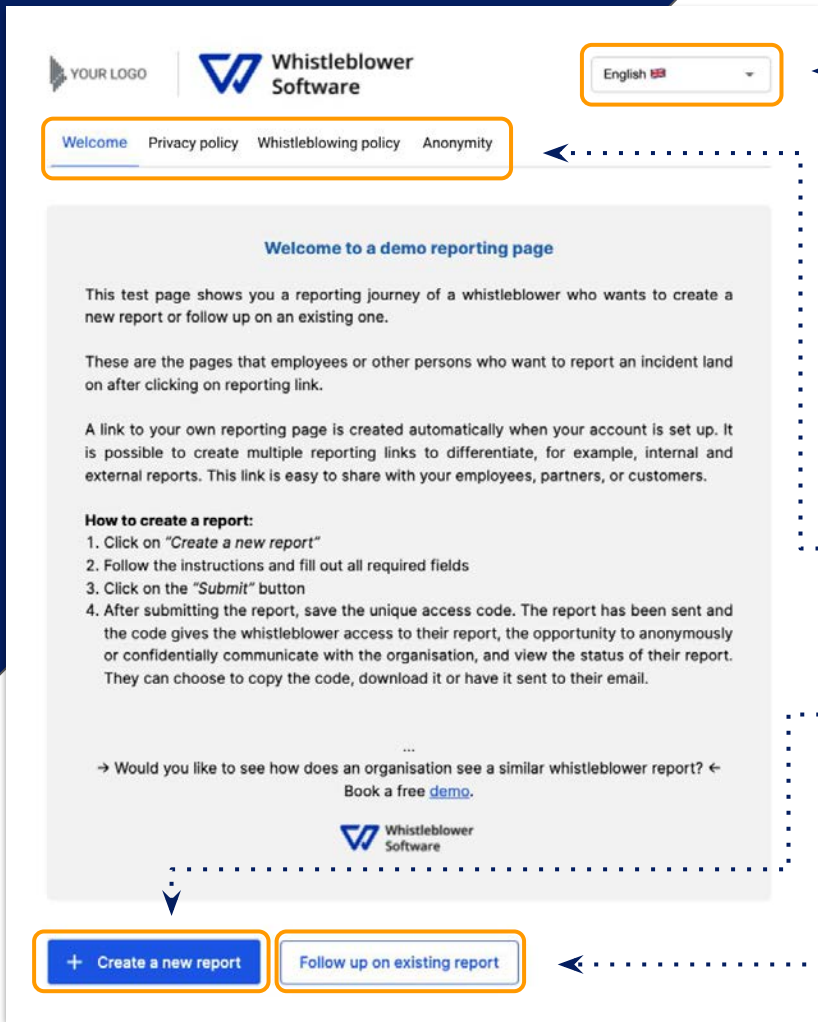 YOUR LOGO
Whistleblower
Software
English
Welcome Privacy policy Whistleblowing policy Anonymity
Welcome to a demo reporting page
This test page shows you a reporting journey of a whistleblower who wants to create a
new report or follow up on an existing one.
These are the pages that employees or other persons who want to report an incident land
on after clicking on reporting link.
A link to your own reporting page is created automatically when your account is set up. It
is possible to create multiple reporting links to differentiate, for example, internal and
external reports. This link is easy to share with your employees, partners, or customers.
How to create a report:
1. Click on "Create a new report"
2. Follow the instructions and fill out all required fields
3. Click on the "Submit" button
4. After submitting the report, save the unique access code. The report has been sent and
the code gives the whistleblower access to their report, the opportunity to anonymously
or confidentially communicate with the organisation, and view the status of their report.
They can choose to copy the code, download it or have it sent to their email.
...
→ Would you like to see how does an organisation see a similar whistleblower report? ←
Book a free demo.
Whistleblower
Software
+ Create a new report
Follow up on existing report